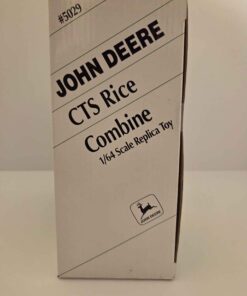 #5029
JOHN DEERE
CTS Rice
Combine
1/64 Scale Replica Toy
JOHN DEERE